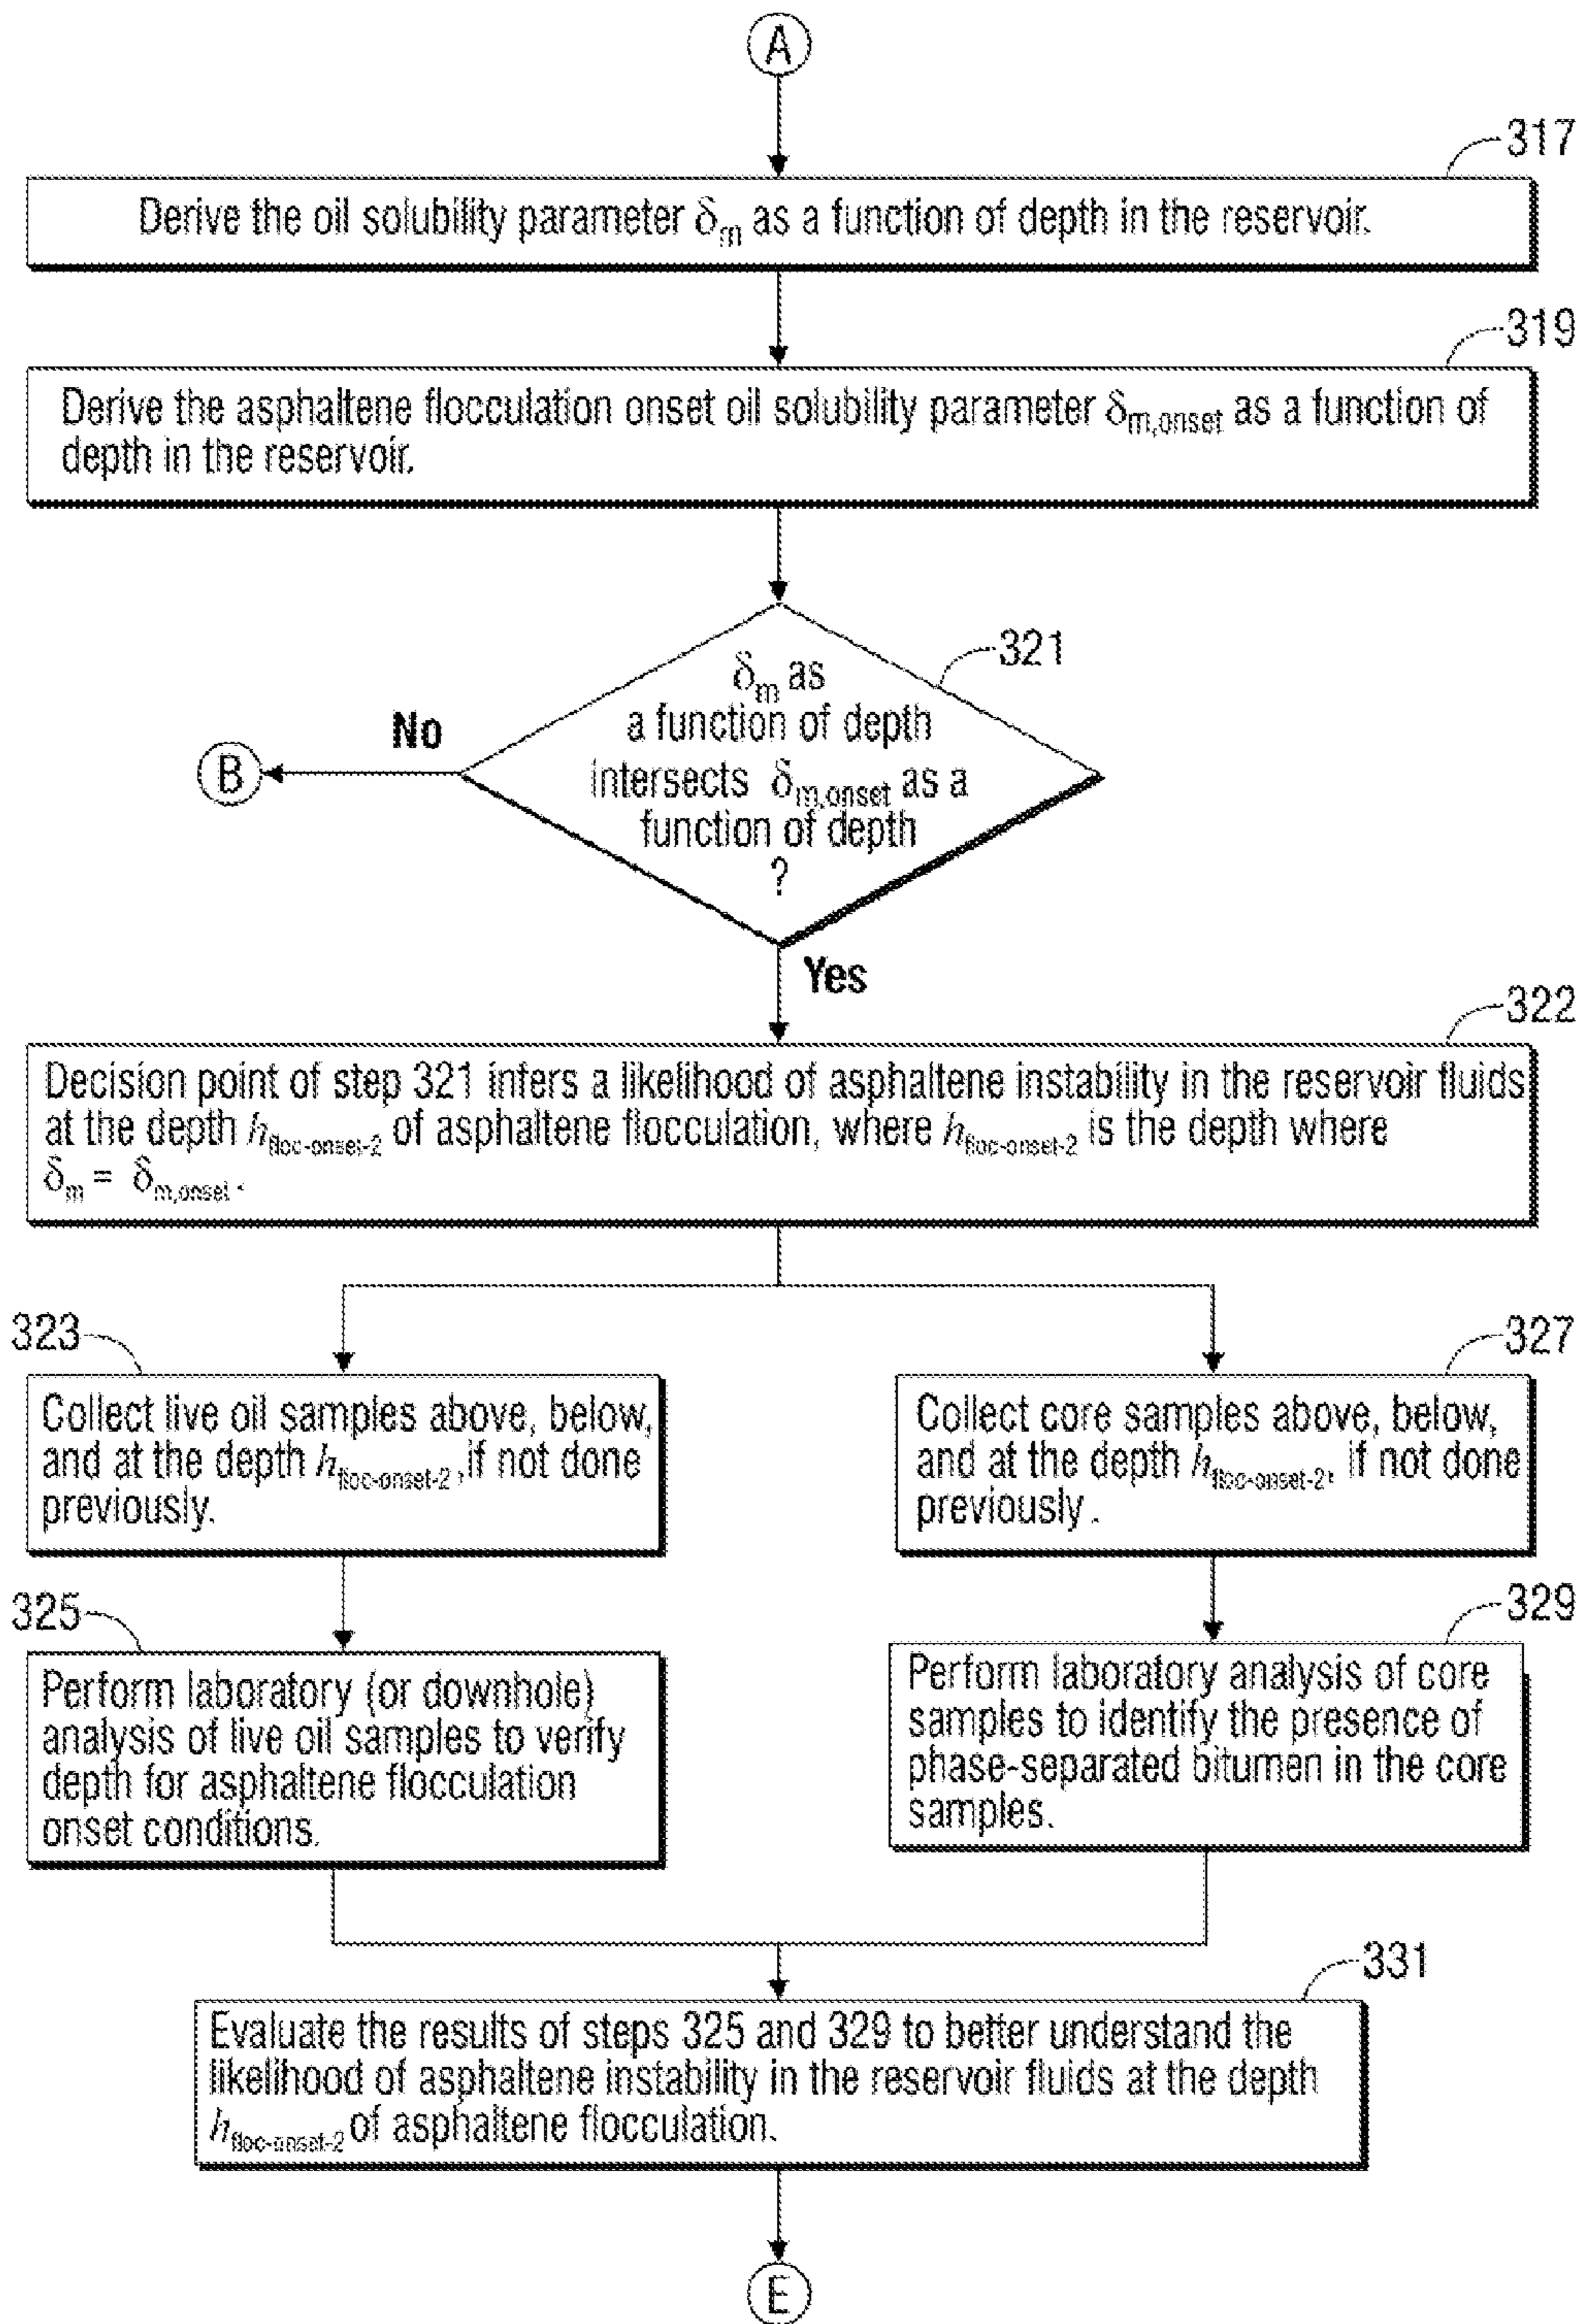 A
317
Derive the oil solubility parameter δm as a function of depth in the reservoir.
319
Derive the asphaltene flocculation onset oil solubility parameter δm,onset as a function of
depth in the reservoir.
321
δm as
a function of depth
intersects δm,onset as a
function of depth
?
No
B
Yes
322
Decision point of step 321 infers a likelihood of asphaltene instability in the reservoir fluids
at the depth hfloc-onset-2 of asphaltene flocculation, where hfloc-onset-2 is the depth where
δm = δm,onset.
323
Collect live oil samples above, below,
and at the depth hfloc-onset-2, if not done
previously.
327
Collect core samples above, below,
and at the depth hfloc-onset-2, if not done
previously.
325
Perform laboratory (or downhole)
analysis of live oil samples to verify
depth for asphaltene flocculation
onset conditions.
329
Perform laboratory analysis of core
samples to identify the presence of
phase-separated bitumen in the core
samples.
331
Evaluate the results of steps 325 and 329 to better understand the
likelihood of asphaltene instability in the reservoir fluids at the depth
hfloc-onset-2 of asphaltene flocculation.
E